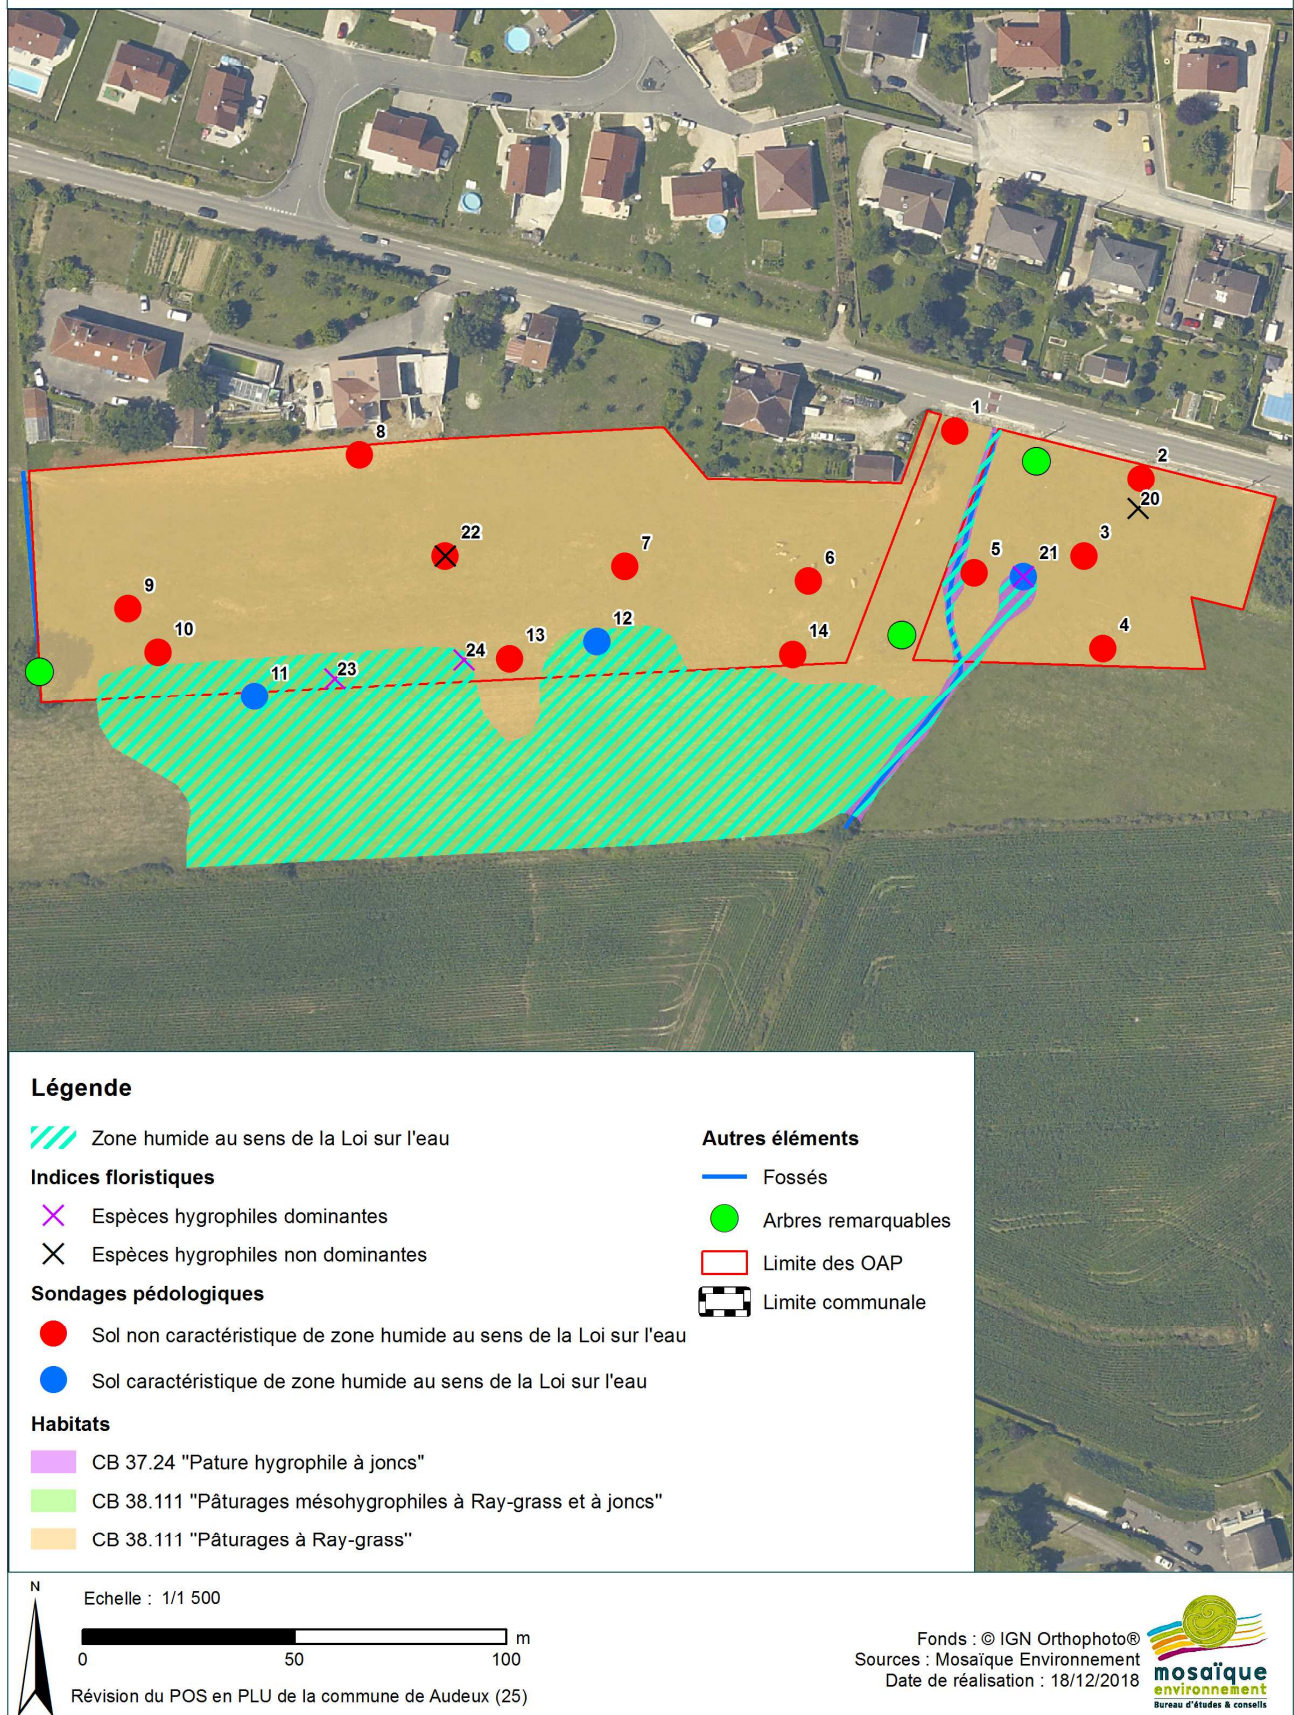 1
2
8
20
22
3
7
5
21
6
9
12
10
4
14
24
13
11
23
Légende
Zone humide au sens de la Loi sur l'eau
Indices floristiques
Espèces hygrophiles dominantes
Espèces hygrophiles non dominantes
Sondages pédologiques
Sol non caractéristique de zone humide au sens de la Loi sur l'eau
Sol caractéristique de zone humide au sens de la Loi sur l'eau
Habitats
CB 37.24 "Pature hygrophile à joncs"
CB 38.111 "Pâturages mésohygrophiles à Ray-grass et à joncs"
CB 38.111 "Pâturages à Ray-grass"
Autres éléments
Fossés
Arbres remarquables
Limite des OAP
Limite communale
N
Echelle : 1/1 500
m
0 50 100
Révision du POS en PLU de la commune de Audeux (25)
Fonds : © IGN Orthophoto®
Sources : Mosaïque Environnement
Date de réalisation : 18/12/2018
mosaïque
environnement
Bureau d'études & conseils